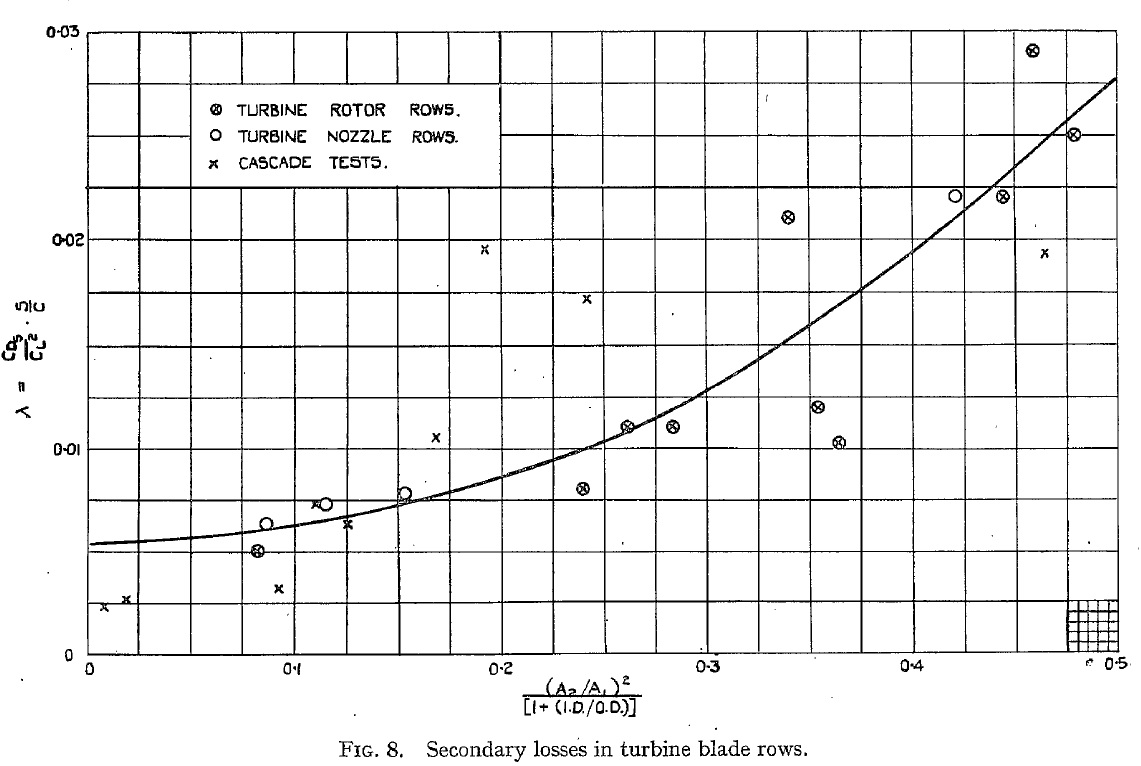 0·03
⊗ TURBINE ROTOR ROWS.
○ TURBINE NOZZLE ROWS.
× CASCADE TESTS.
0·02
λ = C_Ds/C_L² · S/C
0·01
0
0 0·1 0·2 0·3 0·4 0·5
(A₂/A₁)²
[1+ (I.D./O.D.)]
FIG. 8. Secondary losses in turbine blade rows.